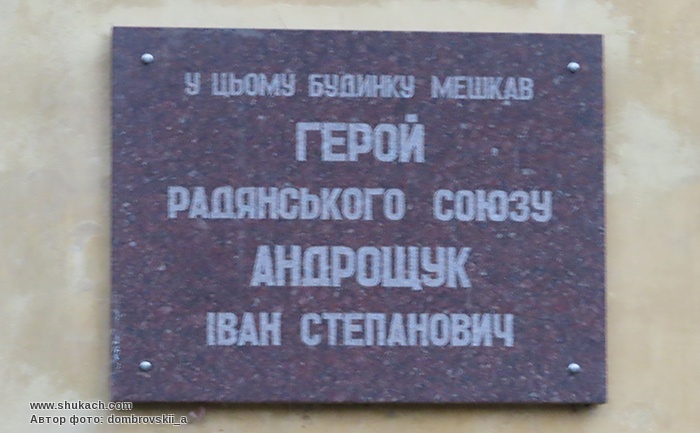 У ЦЬОМУ БУДИНКУ МЕШКАВ
ГЕРОЙ
РАДЯНСЬКОГО СОЮЗУ
АНДРОЩУК
ІВАН СТЕПАНОВИЧ
www.shukach.com
Автор фото: dombrovskii_a